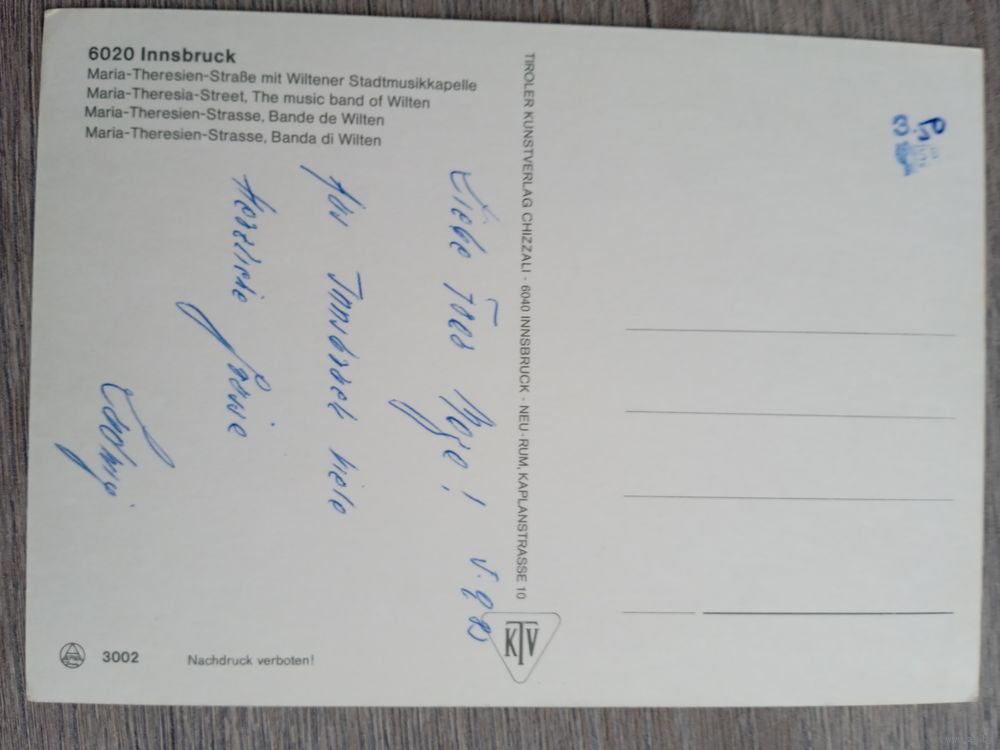 6020 Innsbruck
Maria-Theresien-Straße mit Wiltener Stadtmusikkapelle
Maria-Theresia-Street, The music band of Wilten
Maria-Theresien-Strasse, Bande de Wilten
Maria-Theresien-Strasse, Banda di Wilten
Liebe
Innsbruck viele
Herzliche
TIROLER KUNSTVERLAG CHIZZALI · 6040 INNSBRUCK · NEU-RUM, KAPLANSTRASSE 10
KTV
3002
Nachdruck verboten!